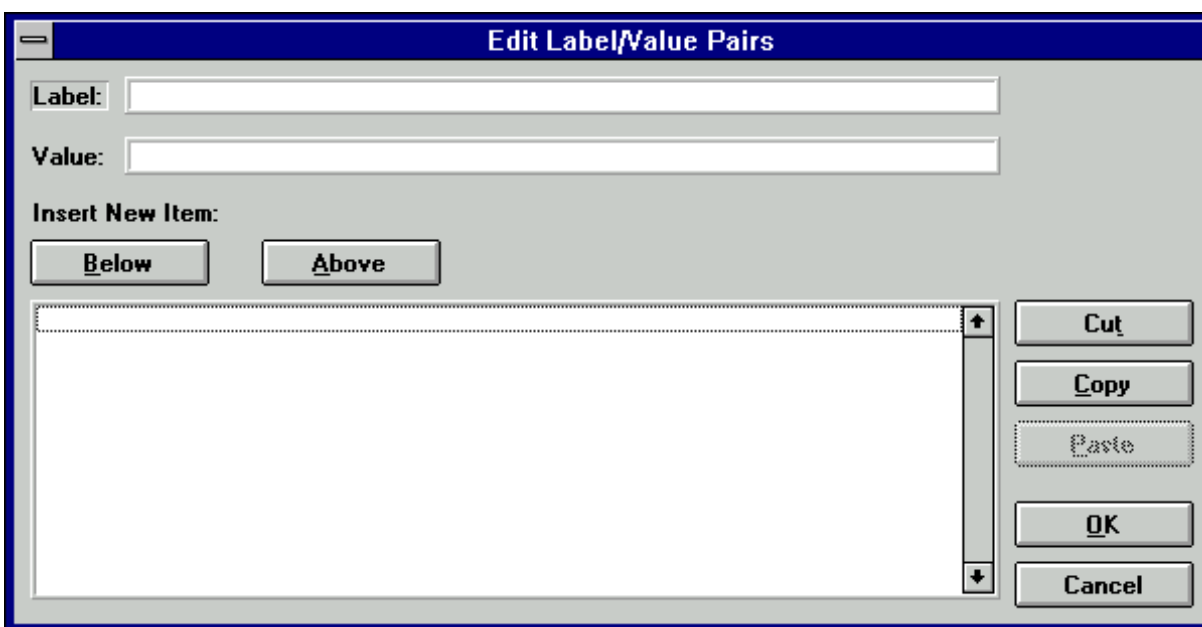 Edit Label/Value Pairs
Label:
Value:
Insert New Item:
Below Above
Cut
Copy
Paste
OK
Cancel